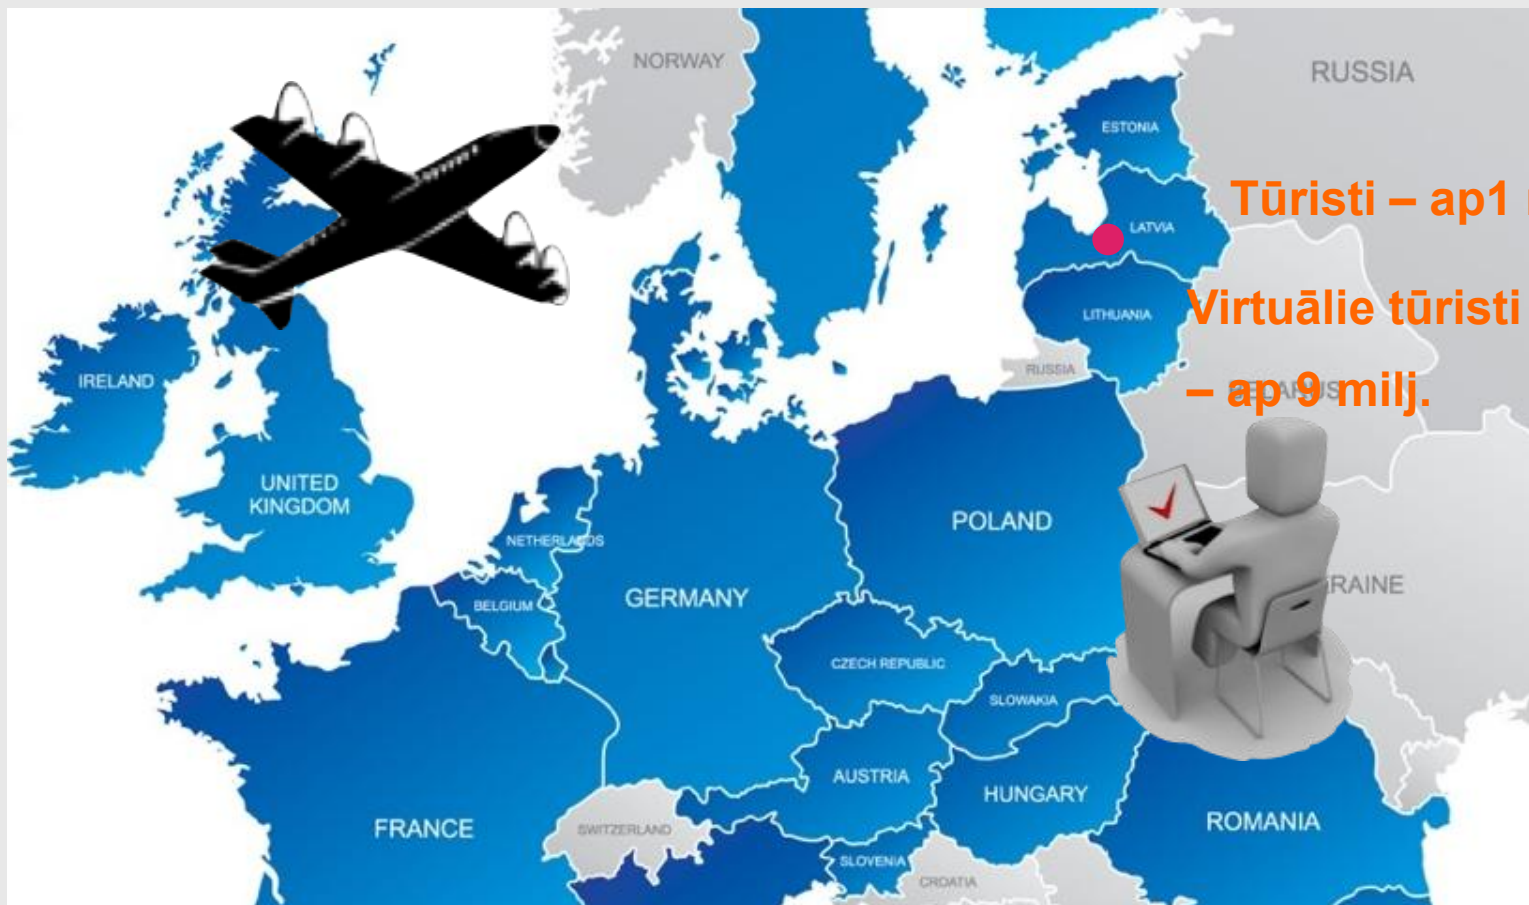 NORWAY
RUSSIA
ESTONIA
Tūristi – ap1
LATVIA
Virtuālie tūristi
LITHUANIA
RUSSIA
IRELAND
– ap 9 milj.
UNITED
KINGDOM
POLAND
NETHERLANDS
GERMANY
BELGIUM
CZECH REPUBLIC
SLOWAKIA
AUSTRIA
HUNGARY
FRANCE
SWITZERLAND
ROMANIA
SLOVENIA
CROATIA